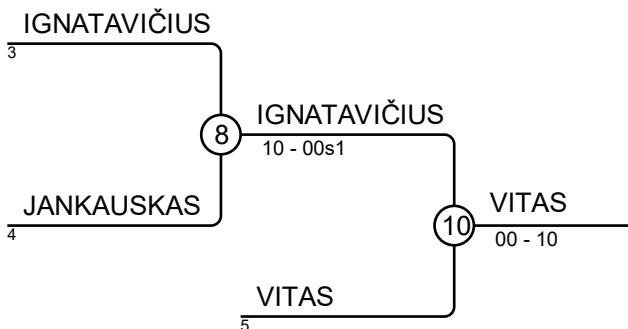 IGNATAVIČIUS
3
8
IGNATAVIČIUS
10 - 00s1
JANKAUSKAS
4
10
VITAS
00 - 10
VITAS
5